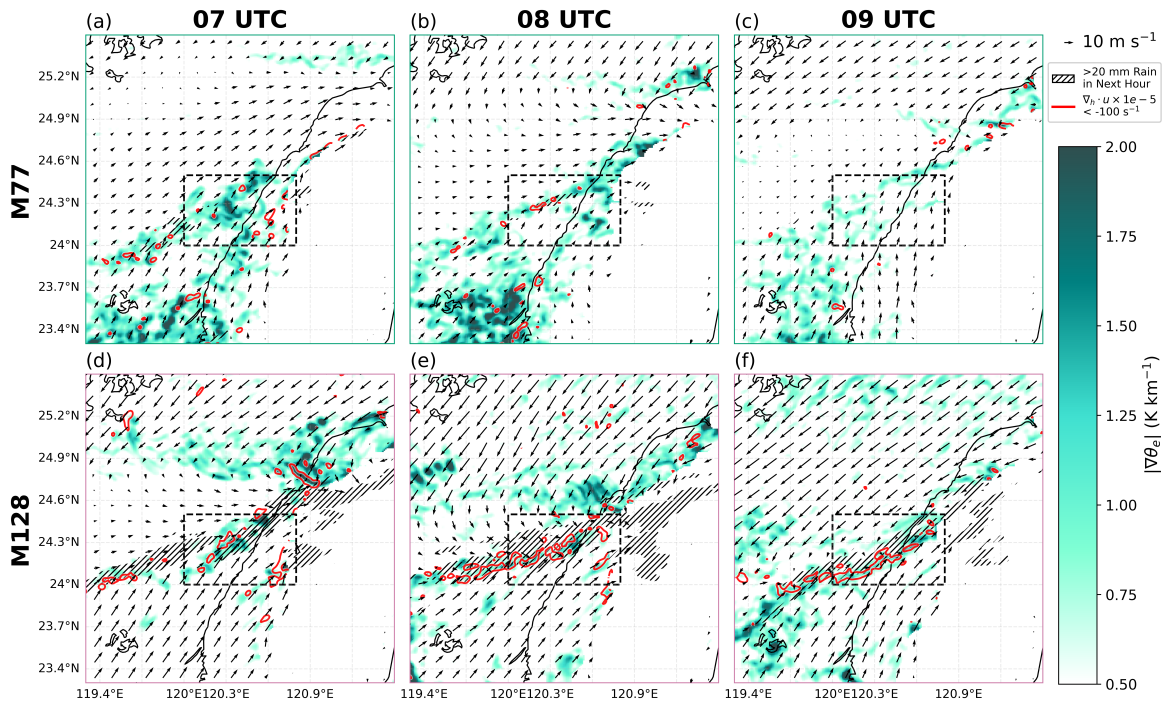 07 UTC
08 UTC
09 UTC
(a)
(b)
(c)
10 m s⁻¹
>20 mm Rain
in Next Hour
∇ₕ · u × 1e − 5
< -100 s⁻¹
M77
25.2°N
24.9°N
24.6°N
24.3°N
24°N
23.7°N
23.4°N
(d)
(e)
(f)
M128
25.2°N
24.9°N
24.6°N
24.3°N
24°N
23.7°N
23.4°N
119.4°E 120°E120.3°E 120.9°E
119.4°E 120°E120.3°E 120.9°E
119.4°E 120°E120.3°E 120.9°E
2.00
1.75
1.50
1.25
1.00
0.75
0.50
|∇θₑ| (K km⁻¹)